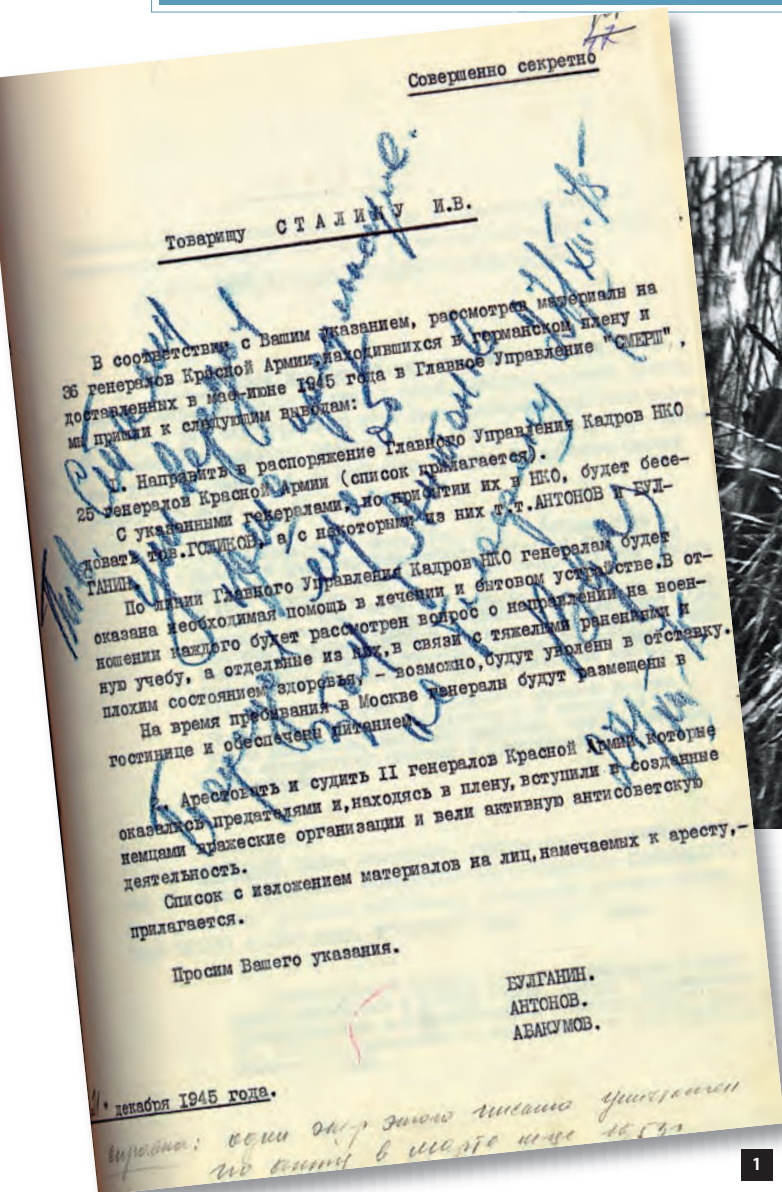 Совершенно секретно
Товарищу СТАЛИНУ И.В.
В соответствии с Вашим указанием, рассмотрев материалы на
36 генералов Красной Армии, находившихся в германском плену и
доставленных в мае-июне 1945 года в Главное Управление "СМЕРШ",
мы пришли к следующим выводам:
1. Направить в распоряжение Главного Управления Кадров НКО
25 генералов Красной Армии (список прилагается).
С указанными генералами, по прибытии их в НКО, будет бесе-
довать тов.ГОЛИКОВ, а с некоторыми из них т.т.АНТОНОВ и БУЛ-
ГАНИН.
По линии Главного Управления Кадров НКО генералам будет
оказана необходимая помощь в лечении и бытовом устройстве.В от-
ношении каждого будет рассмотрен вопрос о направлении на воен-
ную учебу, а отдельные из них,в связи с тяжелыми ранениями и
плохим состоянием здоровья, - возможно,будут уволены в отставку.
На время пребывания в Москве генералы будут размещены в
гостинице и обеспечены питанием.
2. Арестовать и судить II генералов Красной Армии, которые
оказались предателями и,находясь в плену,вступили в созданные
немцами вражеские организации и вели активную антисоветскую
деятельность.
Список с изложением материалов на лиц,намечаемых к аресту,-
прилагается.
Просим Вашего указания.
БУЛГАНИН.
АНТОНОВ.
АБАКУМОВ.
декабря 1945 года.
один экз этого письма уничтожен
в марте м-це 1953г
1